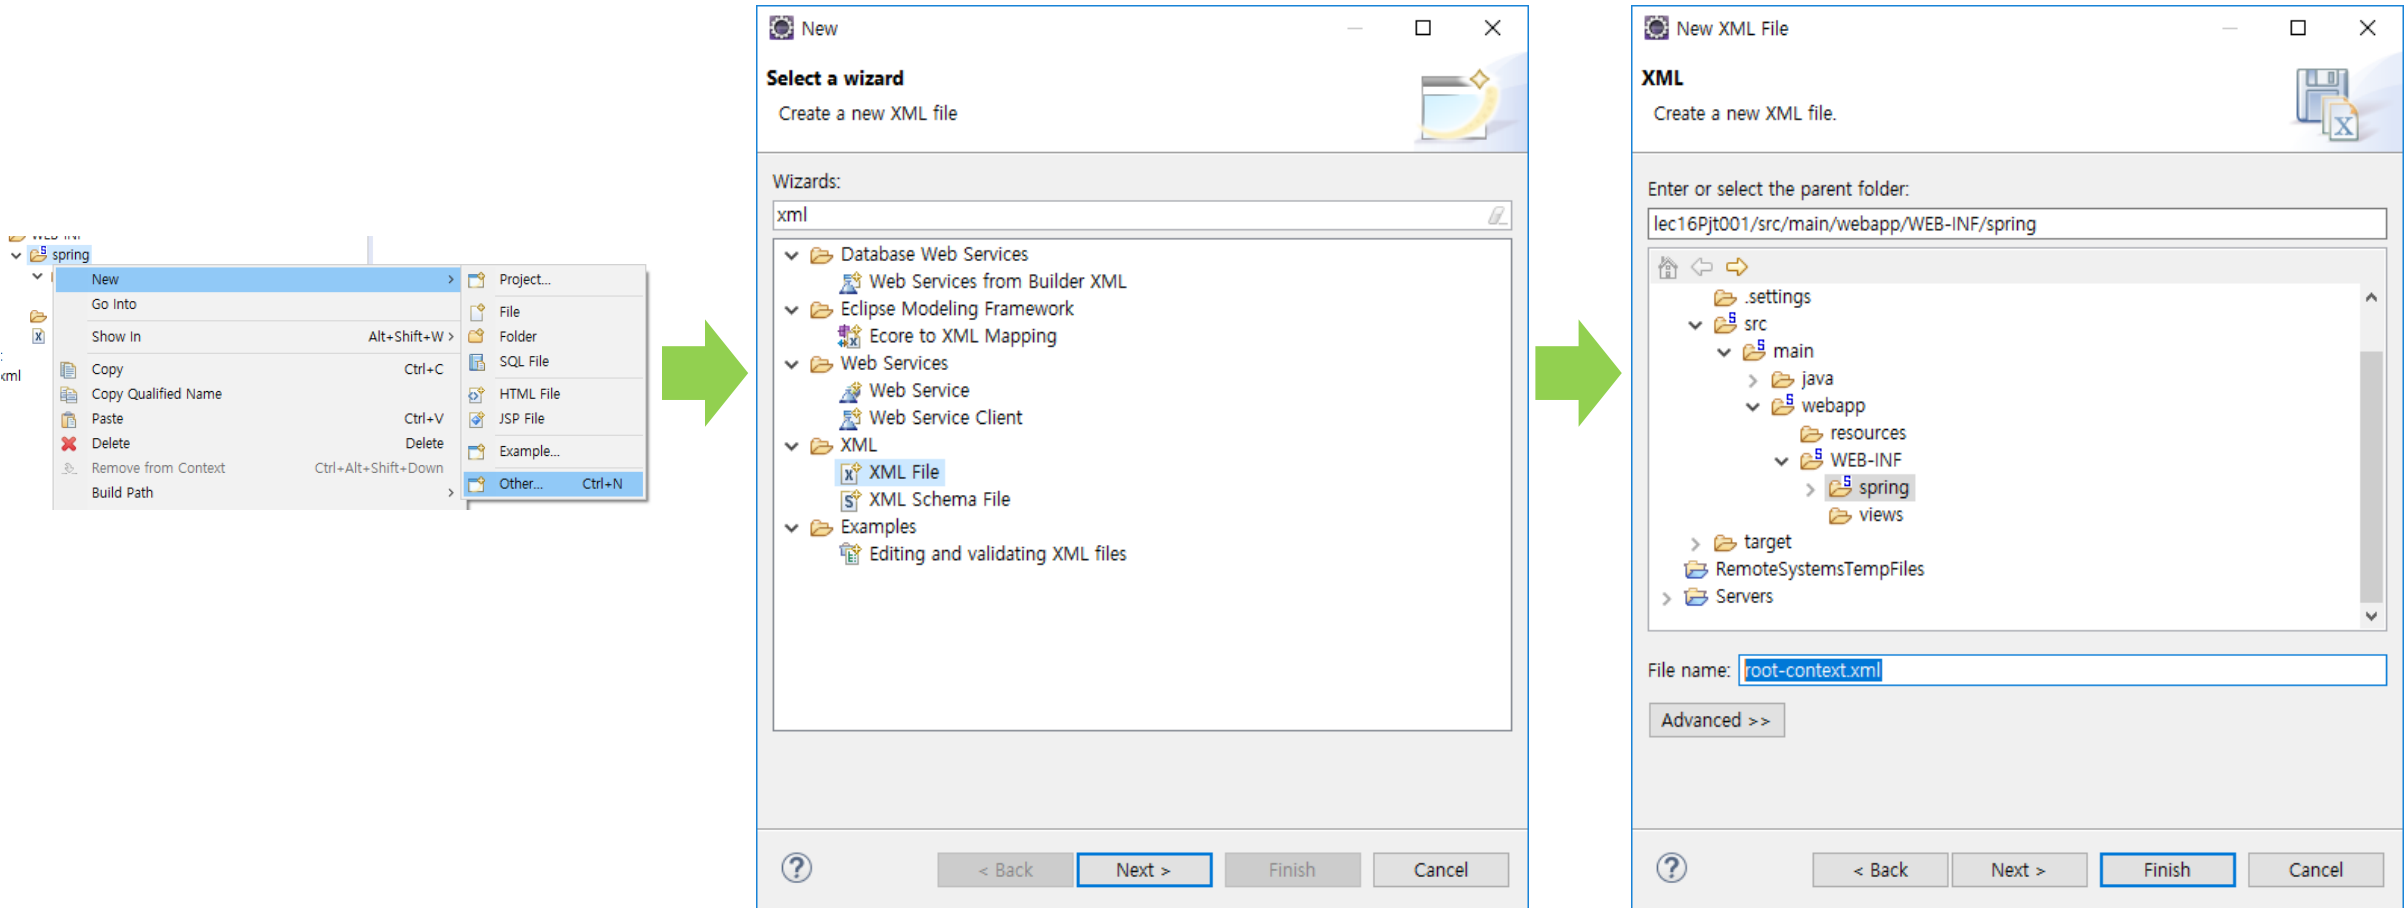 WEB-INF
spring
New
Go Into
Show In Alt+Shift+W >
Copy Ctrl+C
Copy Qualified Name
Paste Ctrl+V
Delete Delete
Remove from Context Ctrl+Alt+Shift+Down
Build Path
xml
Project...
File
Folder
SQL File
HTML File
JSP File
Example...
Other... Ctrl+N
New
Select a wizard
Create a new XML file
Wizards:
xml
Database Web Services
Web Services from Builder XML
Eclipse Modeling Framework
Ecore to XML Mapping
Web Services
Web Service
Web Service Client
XML
XML File
XML Schema File
Examples
Editing and validating XML files
< Back Next > Finish Cancel
New XML File
XML
Create a new XML file.
Enter or select the parent folder:
lec16Pjt001/src/main/webapp/WEB-INF/spring
.settings
src
main
java
webapp
resources
WEB-INF
spring
views
target
RemoteSystemsTempFiles
Servers
File name: root-context.xml
Advanced >>
< Back Next > Finish Cancel